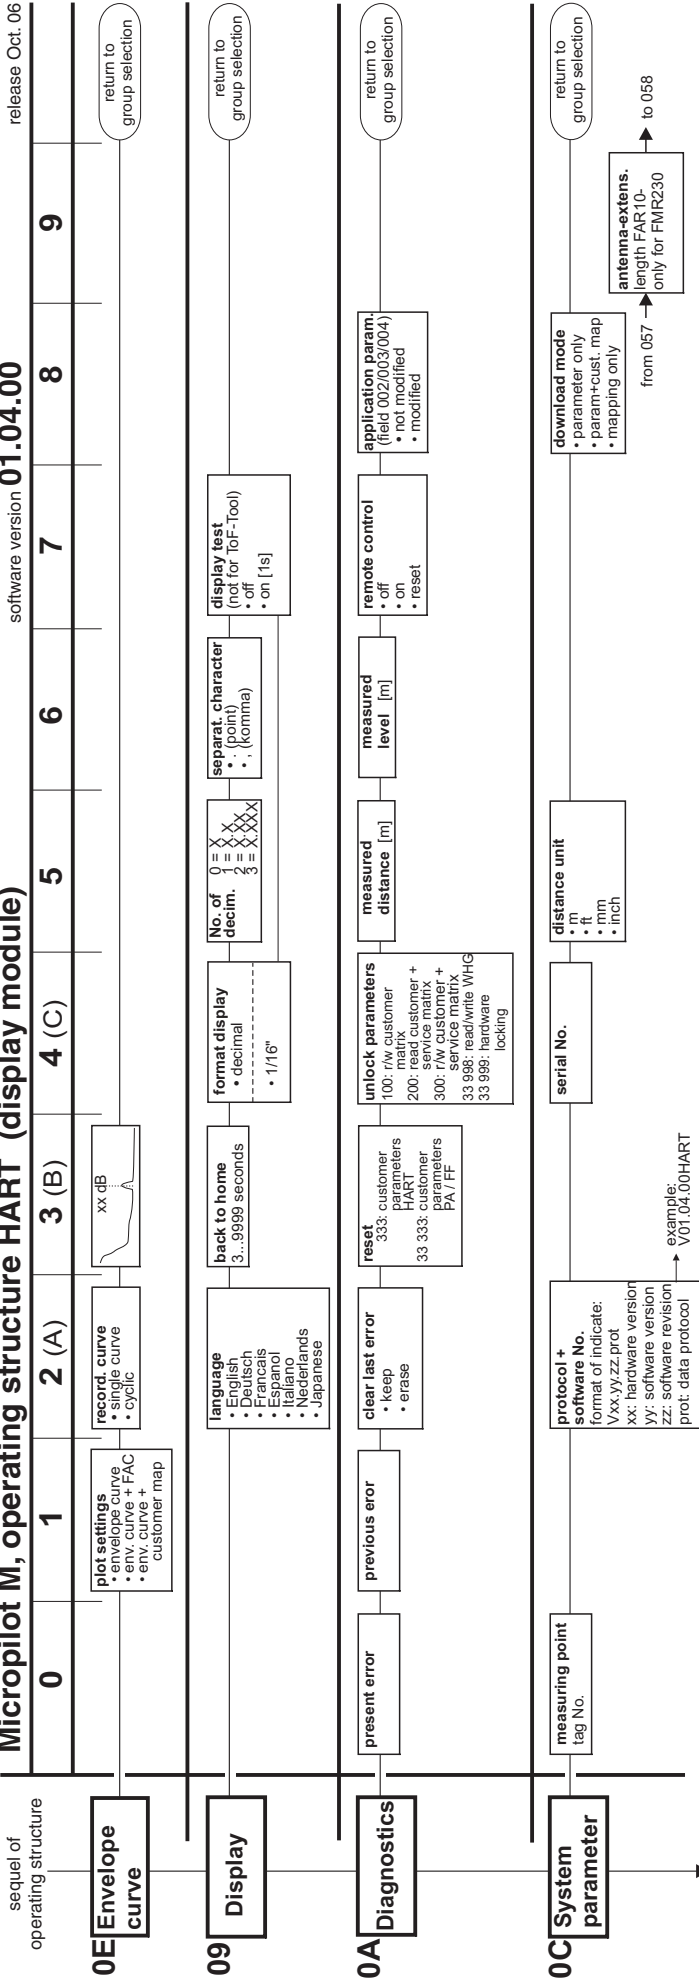 Micropilot M, operating structure HART (display module)
software version 01.04.00
release Oct. 06
sequel of
operating structure
0
1
2 (A)
3 (B)
4 (C)
5
6
7
8
9
0E
Envelope
curve
plot settings
• envelope curve
• env. curve + FAC
• env. curve +
customer map
record. curve
• single curve
• cyclic
xx dB
return to
group selection
09
Display
language
• English
• Deutsch
• Francais
• Espanol
• Italiano
• Nederlands
• Japanese
back to home
3...9999 seconds
format display
• decimal
• 1/16"
No. of
decim.
0 = X
1 = X.X
2 = X.XX
3 = X.XXX
separat. character
• . (point)
• , (komma)
display test
(not for ToF-Tool)
• off
• on [1s]
return to
group selection
0A
Diagnostics
present error
previous eror
clear last error
• keep
• erase
reset
333: customer
parameters
HART
33 333: customer
parameters
PA / FF
unlock parameters
100: r/w customer
matrix
200: read customer +
service matrix
300: r/w customer +
service matrix
33 998: read/write WHG
33 999: hardware
locking
measured
distance [m]
measured
level [m]
remote control
• off
• on
• reset
application param.
(field 002/003/004)
• not modified
• modified
return to
group selection
0C
System
parameter
measuring point
tag No.
protocol +
software No.
format of indicate:
Vxx.yy.zz.prot
xx: hardware version
yy: software version
zz: software revision
prot: data protocol
example:
V01.04.00HART
serial No.
distance unit
• m
• ft
• mm
• inch
download mode
• parameter only
• param+cust. map
• mapping only
return to
group selection
from 057
antenna-extens.
length FAR10-
only for FMR230
to 058